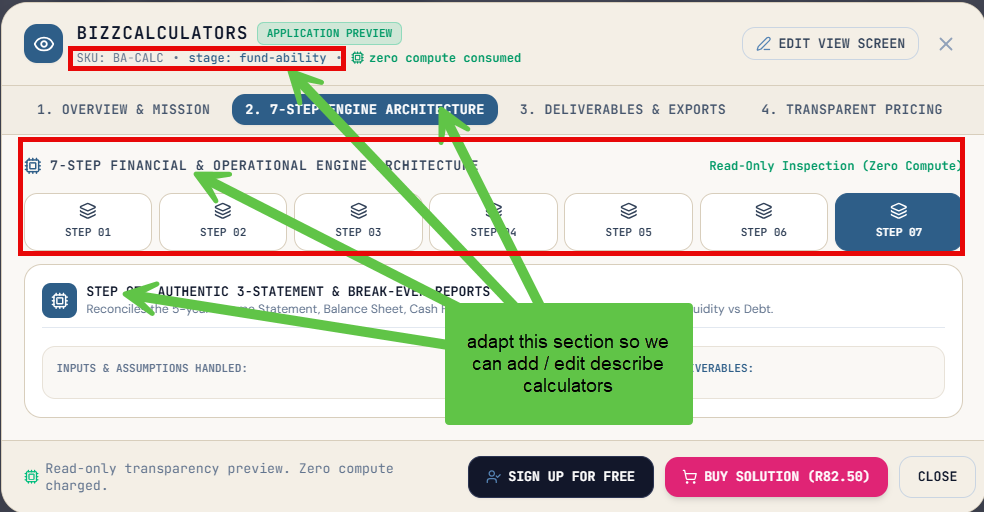 BIZZCALCULATORS
APPLICATION PREVIEW
EDIT VIEW SCREEN
SKU: BA-CALC • stage: fund-ability • zero compute consumed
1. OVERVIEW & MISSION
2. 7-STEP ENGINE ARCHITECTURE
3. DELIVERABLES & EXPORTS
4. TRANSPARENT PRICING
7-STEP FINANCIAL & OPERATIONAL ENGINE ARCHITECTURE
Read-Only Inspection (Zero Compute)
STEP 01
STEP 02
STEP 03
STEP 04
STEP 05
STEP 06
STEP 07
STEP AUTHENTIC 3-STATEMENT & BREAK-EVEN REPORTS
Reconciles the 5-year Statement, Balance Sheet, Cash vs Debt.
adapt this section so we
can add / edit describe
calculators
INPUTS & ASSUMPTIONS HANDLED:
Read-only transparency preview. Zero compute
charged.
SIGN UP FOR FREE
BUY SOLUTION (R82.50)
CLOSE